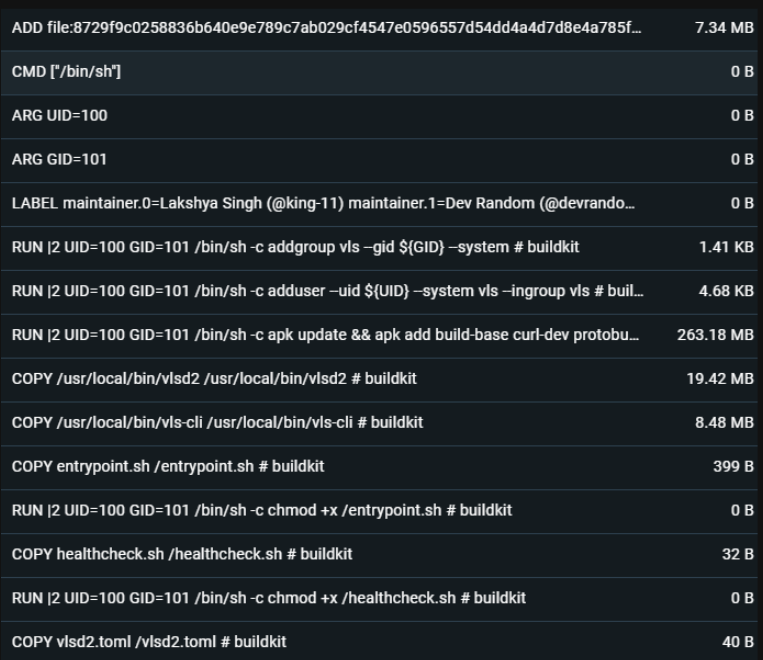 ADD file:8729f9c0258836b640e9e789c7ab029cf4547e0596557d54dd4a4d7d8e4a785f... 7.34 MB
CMD ["/bin/sh"] 0 B
ARG UID=100 0 B
ARG GID=101 0 B
LABEL maintainer.0=Lakshya Singh (@king-11) maintainer.1=Dev Random (@devrando... 0 B
RUN |2 UID=100 GID=101 /bin/sh -c addgroup vls --gid ${GID} --system # buildkit 1.41 KB
RUN |2 UID=100 GID=101 /bin/sh -c adduser --uid ${UID} --system vls --ingroup vls # buil... 4.68 KB
RUN |2 UID=100 GID=101 /bin/sh -c apk update && apk add build-base curl-dev protobu... 263.18 MB
COPY /usr/local/bin/vlsd2 /usr/local/bin/vlsd2 # buildkit 19.42 MB
COPY /usr/local/bin/vls-cli /usr/local/bin/vls-cli # buildkit 8.48 MB
COPY entrypoint.sh /entrypoint.sh # buildkit 399 B
RUN |2 UID=100 GID=101 /bin/sh -c chmod +x /entrypoint.sh # buildkit 0 B
COPY healthcheck.sh /healthcheck.sh # buildkit 32 B
RUN |2 UID=100 GID=101 /bin/sh -c chmod +x /healthcheck.sh # buildkit 0 B
COPY vlsd2.toml /vlsd2.toml # buildkit 40 B